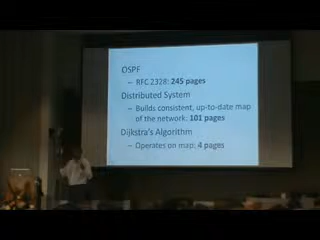 OSPF
– RFC 2328: 245 pages
Distributed System
– Builds consistent, up-to-date map
of the network: 101 pages
Dijkstra's Algorithm
– Operates on map: 4 pages